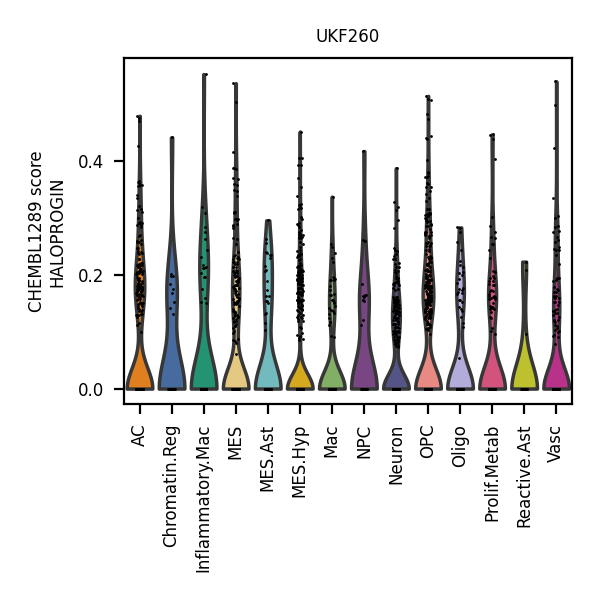 UKF260
CHEMBL1289 score
HALOPROGIN
0.4
0.2
0.0
AC
Chromatin.Reg
Inflammatory.Mac
MES
MES.Ast
MES.Hyp
Mac
NPC
Neuron
OPC
Oligo
Prolif.Metab
Reactive.Ast
Vasc